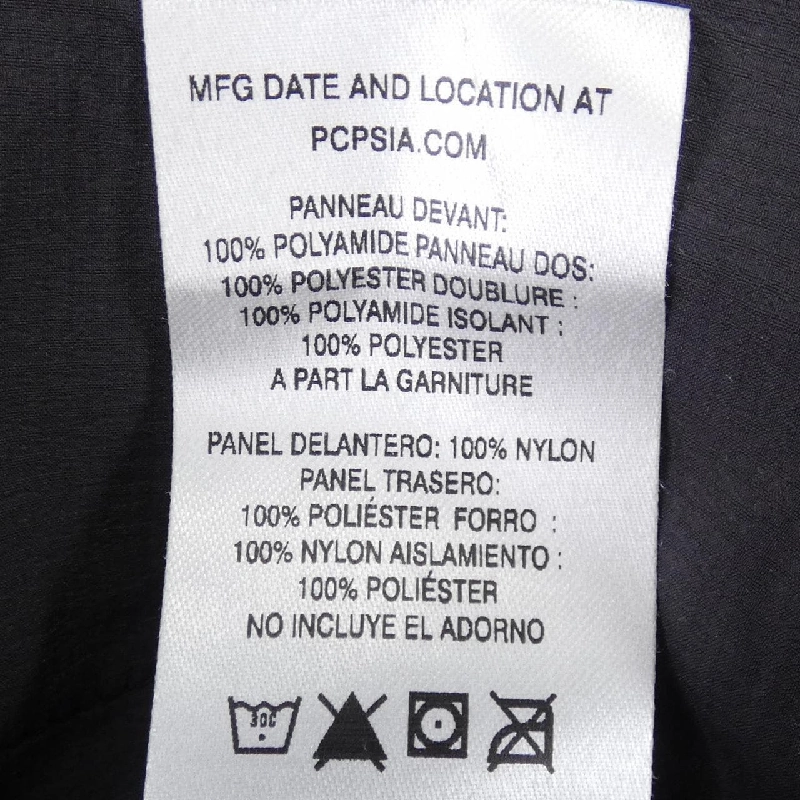 MFG DATE AND LOCATION AT
PCPSIA.COM
PANNEAU DEVANT:
100% POLYAMIDE PANNEAU DOS:
100% POLYESTER DOUBLURE :
100% POLYAMIDE ISOLANT :
100% POLYESTER
A PART LA GARNITURE
PANEL DELANTERO: 100% NYLON
PANEL TRASERO:
100% POLIÉSTER FORRO :
100% NYLON AISLAMIENTO :
100% POLIÉSTER
NO INCLUYE EL ADORNO
30C